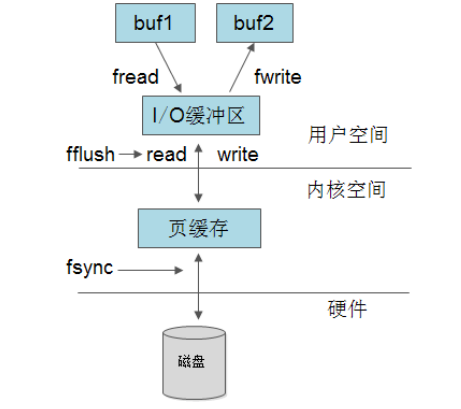 buf1 buf2
fread fwrite
I/O缓冲区
用户空间
fflush read write
内核空间
页缓存
fsync
硬件
磁盘